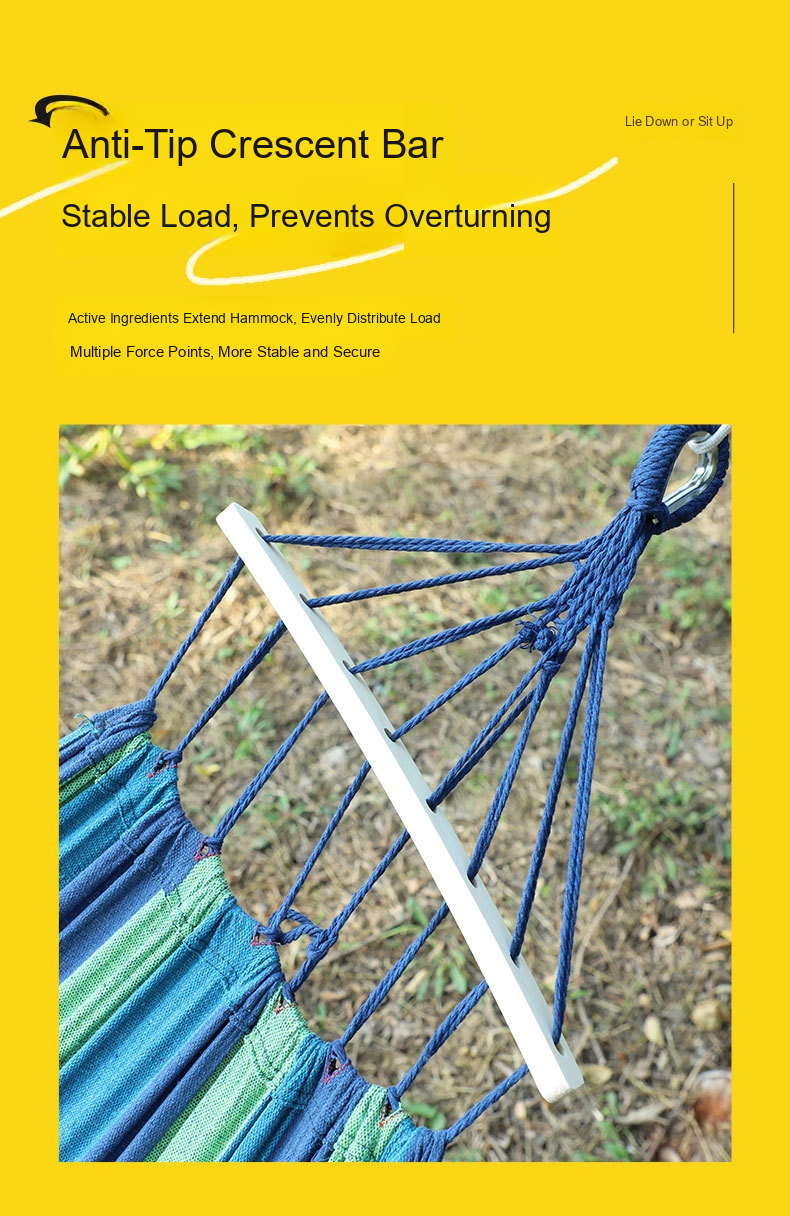 Anti-Tip Crescent Bar
Lie Down or Sit Up
Stable Load, Prevents Overturning
Active Ingredients Extend Hammock, Evenly Distribute Load
Multiple Force Points, More Stable and Secure